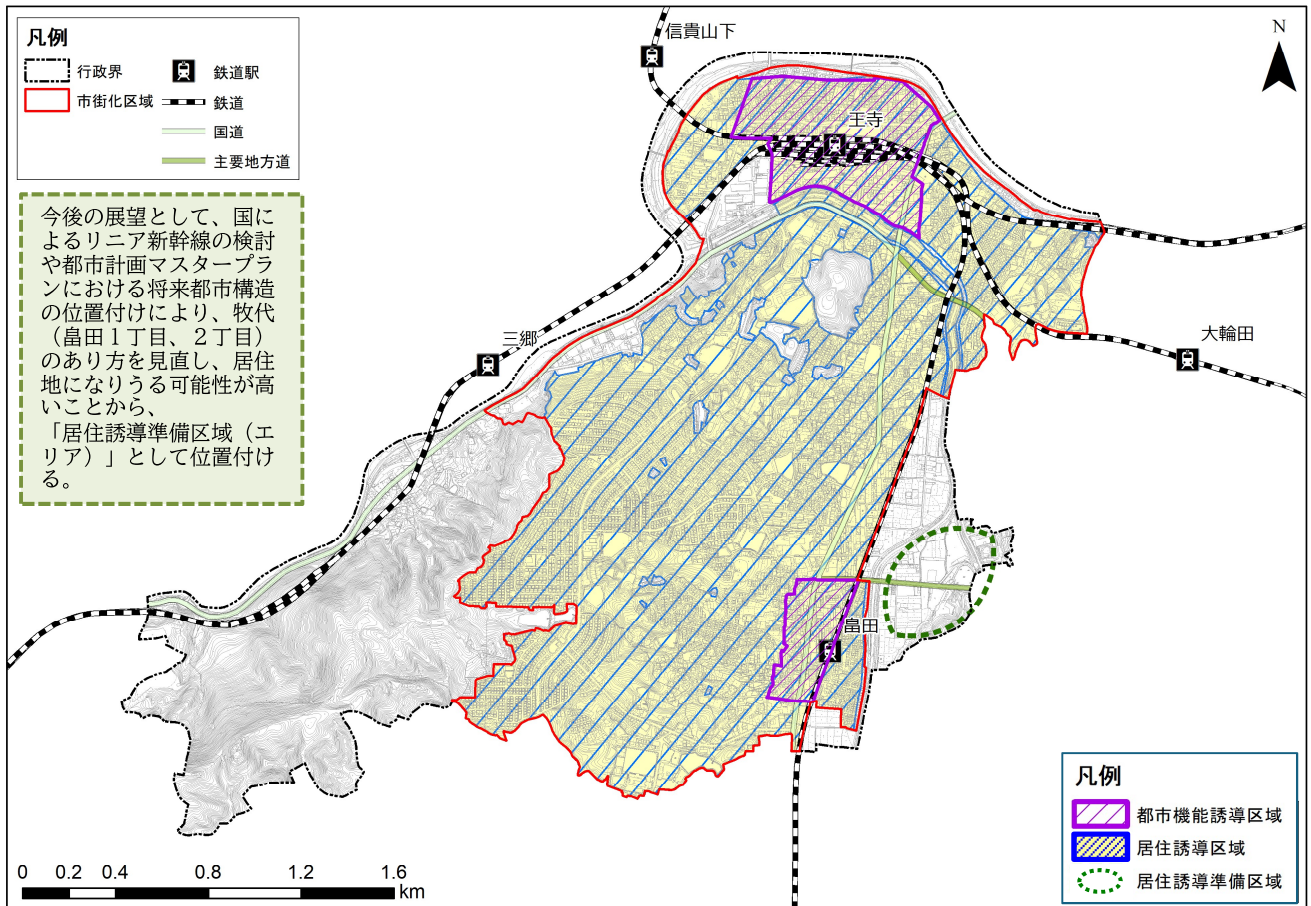 凡例
行政界
鉄道駅
市街化区域
鉄道
国道
主要地方道
今後の展望として、国に
よるリニア新幹線の検討
や都市計画マスタープラ
ンにおける将来都市構造
の位置付けにより、牧代
（畠田１丁目、２丁目）
のあり方を見直し、居住
地になりうる可能性が高
いことから、
「居住誘導準備区域（エ
リア）」として位置付け
る。
信貴山下
N
王寺
三郷
大輪田
畠田
凡例
都市機能誘導区域
居住誘導区域
居住誘導準備区域
0 0.2 0.4 0.8 1.2 1.6
km